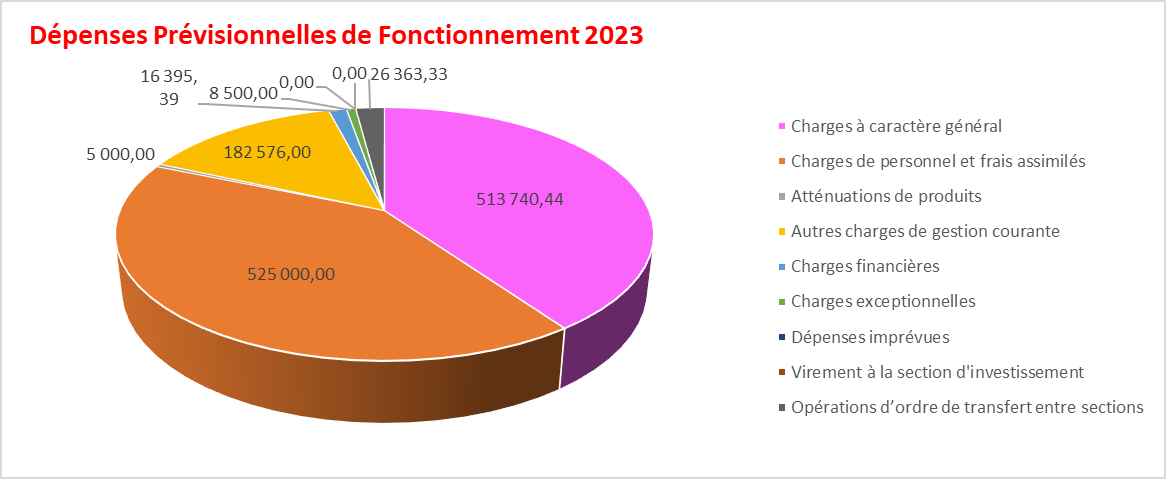 Dépenses Prévisionnelles de Fonctionnement 2023
16 395,
39
8 500,00
0,00
0,00
26 363,33
5 000,00
182 576,00
513 740,44
525 000,00
Charges à caractère général
Charges de personnel et frais assimilés
Atténuations de produits
Autres charges de gestion courante
Charges financières
Charges exceptionnelles
Dépenses imprévues
Virement à la section d'investissement
Opérations d’ordre de transfert entre sections